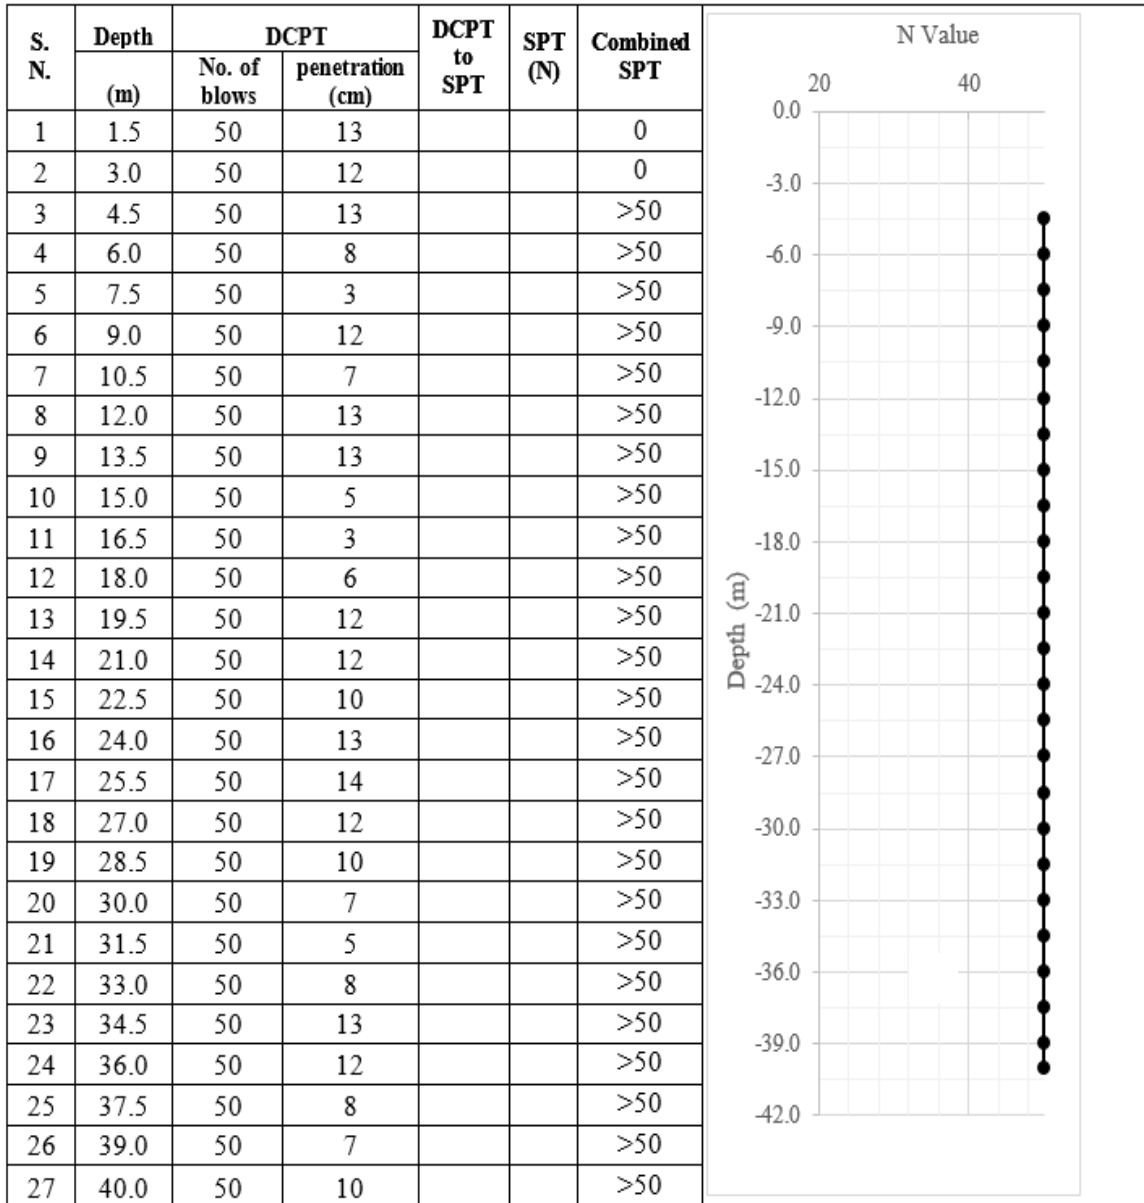 S. N. Depth (m) DCPT No. of blows penetration (cm) DCPT to SPT SPT (N) Combined SPT
1 1.5 50 13 0
2 3.0 50 12 0
3 4.5 50 13 >50
4 6.0 50 8 >50
5 7.5 50 3 >50
6 9.0 50 12 >50
7 10.5 50 7 >50
8 12.0 50 13 >50
9 13.5 50 13 >50
10 15.0 50 5 >50
11 16.5 50 3 >50
12 18.0 50 6 >50
13 19.5 50 12 >50
14 21.0 50 12 >50
15 22.5 50 10 >50
16 24.0 50 13 >50
17 25.5 50 14 >50
18 27.0 50 12 >50
19 28.5 50 10 >50
20 30.0 50 7 >50
21 31.5 50 5 >50
22 33.0 50 8 >50
23 34.5 50 13 >50
24 36.0 50 12 >50
25 37.5 50 8 >50
26 39.0 50 7 >50
27 40.0 50 10 >50
N Value
20 40
0.0
-3.0
-6.0
-9.0
-12.0
-15.0
-18.0
-21.0
-24.0
-27.0
-30.0
-33.0
-36.0
-39.0
-42.0
Depth (m)